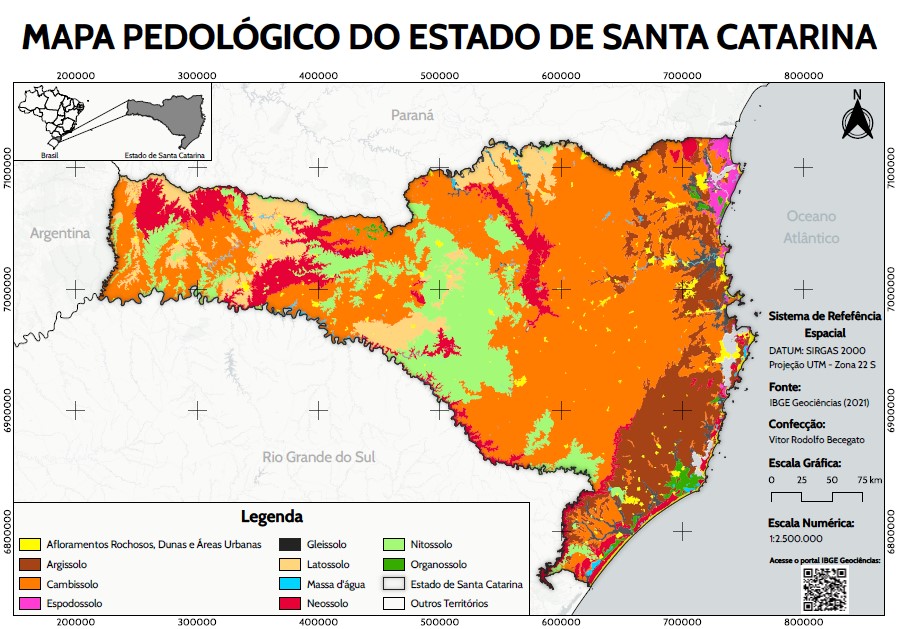 MAPA PEDOLÓGICO DO ESTADO DE SANTA CATARINA
200000 300000 400000 500000 600000 700000 800000
Brasil
Estado de Santa Catarina
Paraná
N
7100000
7100000
Argentina
Oceano
Atlântico
7000000
7000000
Sistema de Refefência
Espacial
DATUM: SIRGAS 2000
Projeção UTM - Zona 22 S
Fonte:
IBGE Geociências (2021)
6900000
6900000
Confecção:
Vitor Rodolfo Becegato
Rio Grande do Sul
Escala Gráfica:
0 25 50 75 km
6800000
6800000
Escala Numérica:
1:2.500.000
Acesse o portal IBGE Geociências:
Legenda
Afloramentos Rochosos, Dunas e Áreas Urbanas
Argissolo
Cambissolo
Espodossolo
Gleissolo
Latossolo
Massa d'água
Neossolo
Nitossolo
Organossolo
Estado de Santa Catarina
Outros Territórios
200000 300000 400000 500000 600000 700000 800000